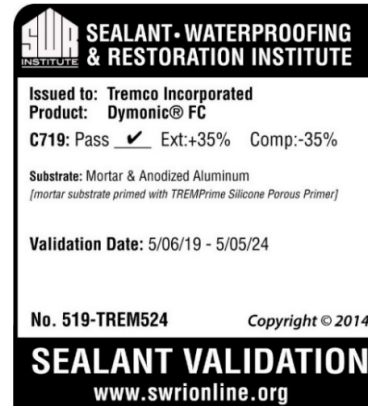 SWR
INSTITUTE
SEALANT • WATERPROOFING
& RESTORATION INSTITUTE
Issued to: Tremco Incorporated
Product: Dymonic® FC
C719: Pass ✔ Ext:+35% Comp:-35%
Substrate: Mortar & Anodized Aluminum
[mortar substrate primed with TREMPrime Silicone Porous Primer]
Validation Date: 5/06/19 - 5/05/24
No. 519-TREM524 Copyright © 2014
SEALANT VALIDATION
www.swrionline.org